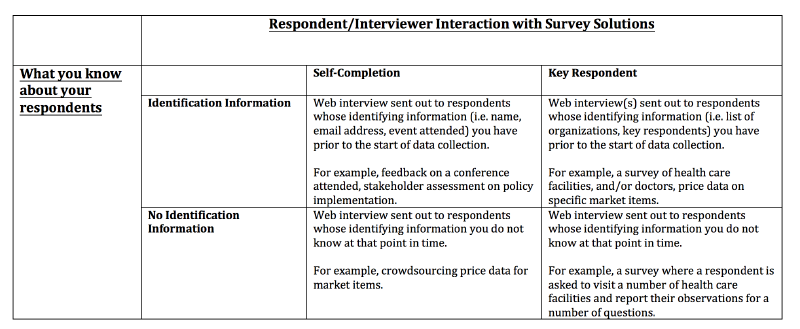 Respondent/Interviewer Interaction with Survey Solutions
What you know
about your
respondents
Self-Completion
Key Respondent
Identification Information
Web interview sent out to respondents
whose identifying information (i.e. name,
email address, event attended) you have
prior to the start of data collection.
For example, feedback on a conference
attended, stakeholder assessment on policy
implementation.
Web interview(s) sent out to respondents
whose identifying information (i.e. list of
organizations, key respondents) you have
prior to the start of data collection.
For example, a survey of health care
facilities, and/or doctors, price data on
specific market items.
No Identification
Information
Web interview sent out to respondents
whose identifying information you do not
know at that point in time.
For example, crowdsourcing price data for
market items.
Web interview sent out to respondents
whose identifying information you do not
know at that point in time.
For example, a survey where a respondent is
asked to visit a number of health care
facilities and report their observations for a
number of questions.